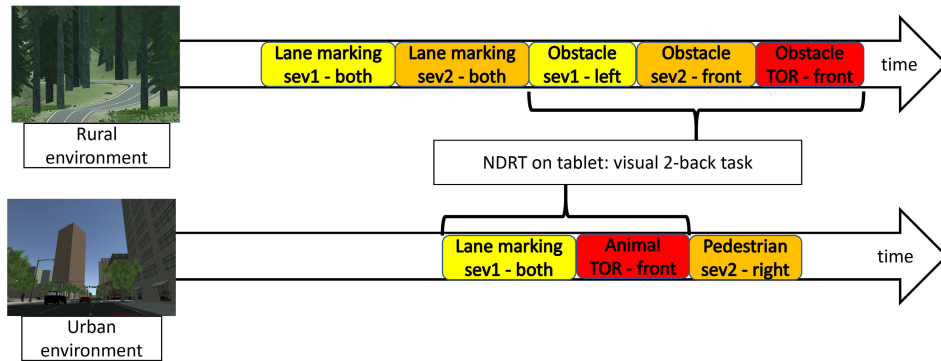 Lane marking
sev1 - both
Lane marking
sev2 - both
Obstacle
sev1 - left
Obstacle
sev2 - front
Obstacle
TOR - front
time
Rural
environment
NDRT on tablet: visual 2-back task
Lane marking
sev1 - both
Animal
TOR - front
Pedestrian
sev2 - right
time
Urban
environment